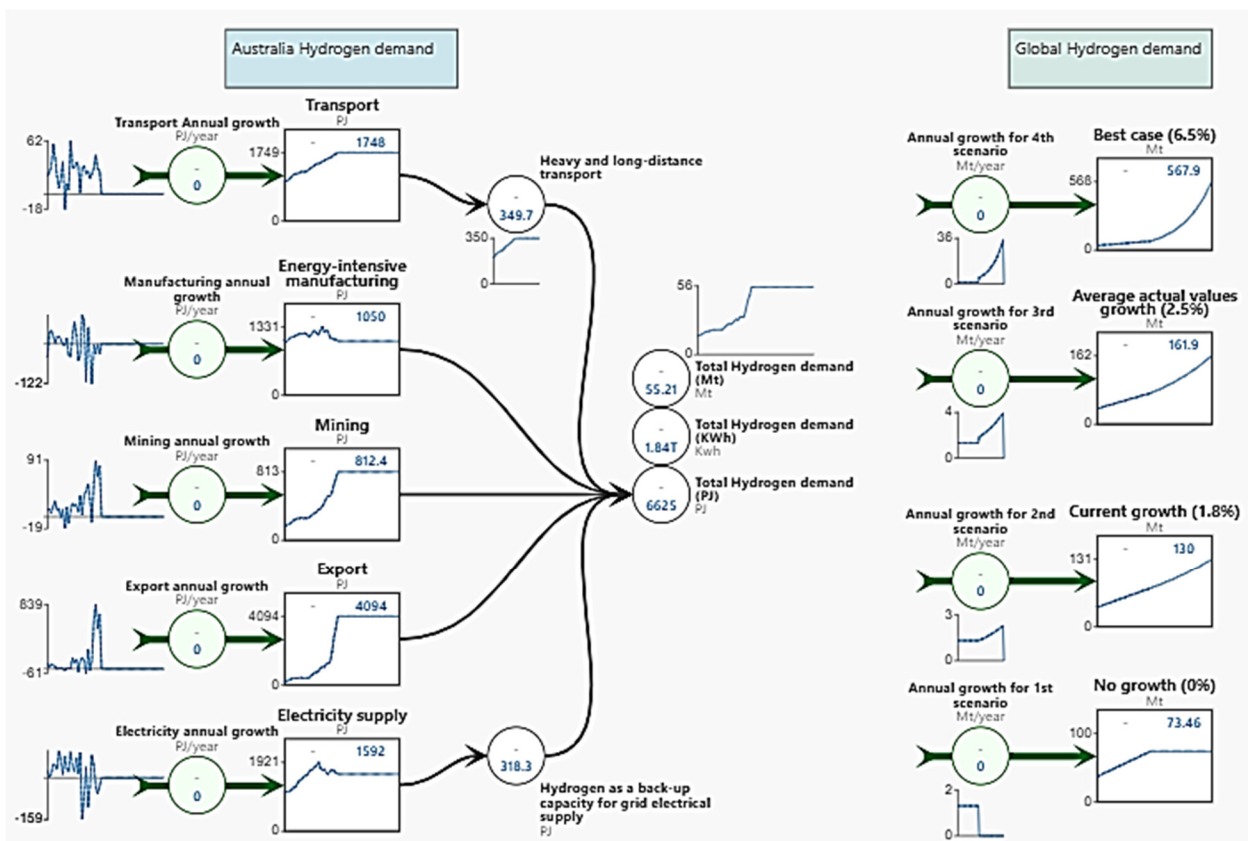 Australia Hydrogen demand
Global Hydrogen demand
Transport
PJ
Transport Annual growth
PJ/year
62
-18
-
0
1749
0
-
1748
Heavy and long-distance
transport
-
349.7
350
0
Energy-intensive
manufacturing
PJ
Manufacturing annual
growth
PJ/year
-122
-
0
1331
0
-
1050
Mining
PJ
Mining annual growth
PJ/year
91
-19
-
0
813
0
-
812.4
Export
PJ
Export annual growth
PJ/year
839
-61
-
0
4094
0
-
4094
Electricity supply
PJ
Electricity annual growth
PJ/year
-159
-
0
1921
0
-
1592
-
318.3
Hydrogen as a back-up
capacity for grid electrical
supply
PJ
56
0
-
55.21
Total Hydrogen demand
(Mt)
Mt
-
1.84T
Total Hydrogen demand
(KWh)
Kwh
-
6625
Total Hydrogen demand
(PJ)
PJ
Annual growth for 4th
scenario
Mt/year
-
0
36
0
Best case (6.5%)
Mt
568
0
-
567.9
Annual growth for 3rd
scenario
Mt/year
-
0
4
0
Average actual values
growth (2.5%)
Mt
162
0
-
161.9
Annual growth for 2nd
scenario
Mt/year
-
0
3
0
Current growth (1.8%)
Mt
131
0
-
130
Annual growth for 1st
scenario
Mt/year
-
0
2
0
No growth (0%)
Mt
100
0
-
73.46